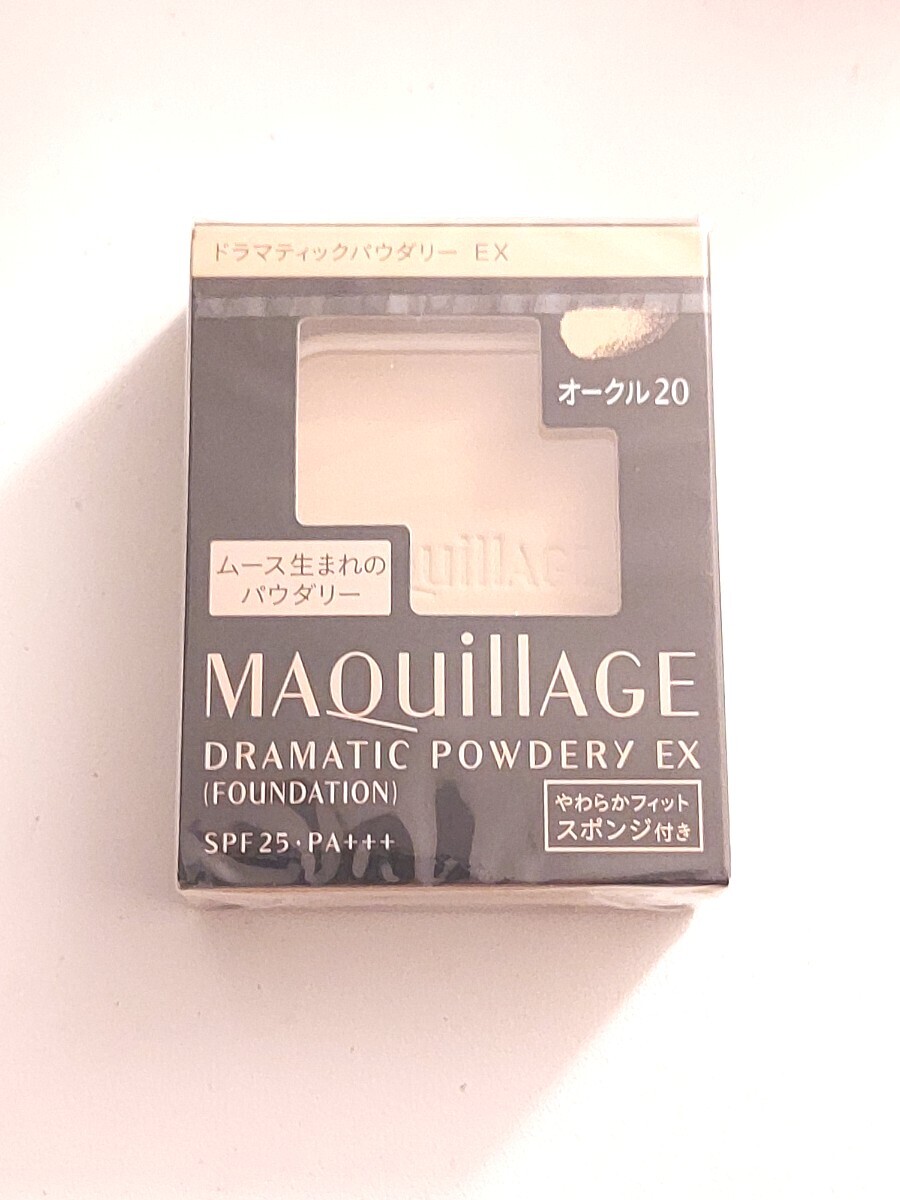 ドラマティックパウダリー EX
オークル20
QuillAGE
ムース生まれの
パウダリー
MAQuillAGE
DRAMATIC POWDERY EX
(FOUNDATION)
SPF25・PA+++
やわらかフィット
スポンジ付き